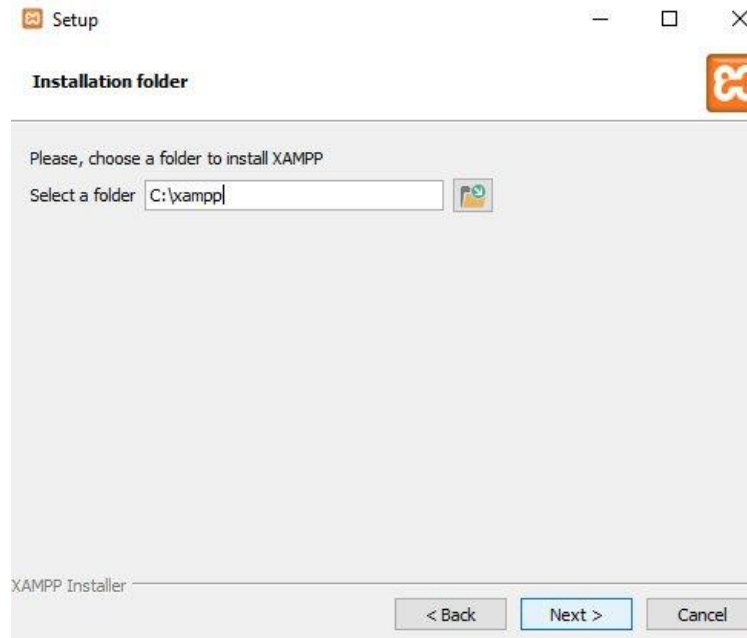 Setup
Installation folder
Please, choose a folder to install XAMPP
Select a folder C:\xampp
XAMPP Installer
< Back Next > Cancel